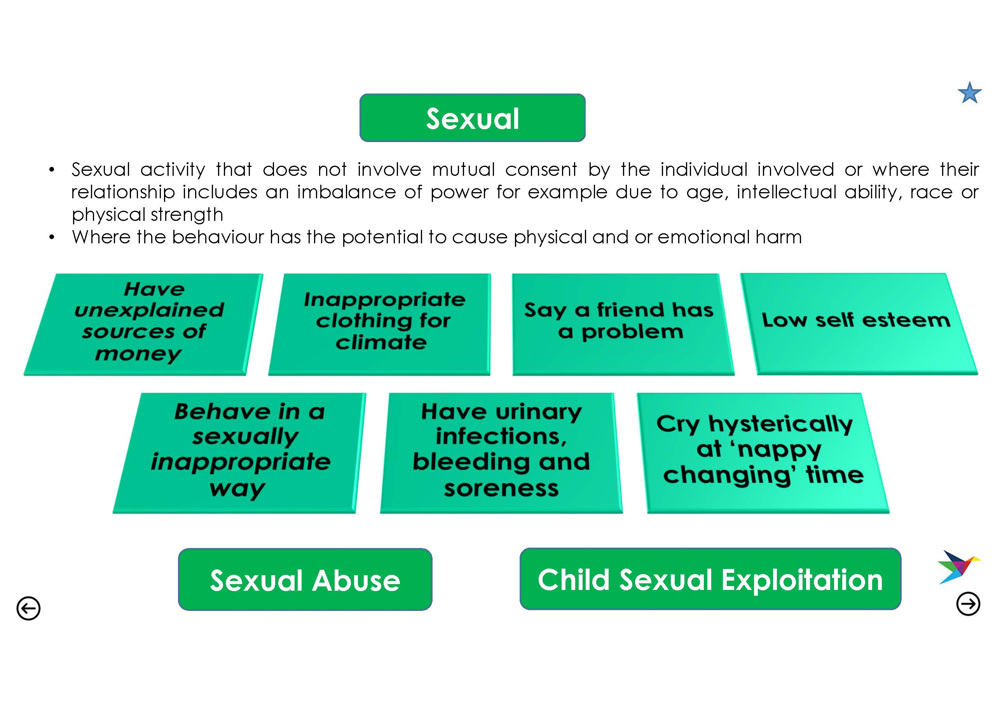 Sexual
• Sexual activity that does not involve mutual consent by the individual involved or where their
relationship includes an imbalance of power for example due to age, intellectual ability, race or
physical strength
• Where the behaviour has the potential to cause physical and or emotional harm
Have
unexplained
sources of
money
Inappropriate
clothing for
climate
Say a friend has
a problem
Low self esteem
Behave in a
sexually
inappropriate
way
Have urinary
infections,
bleeding and
soreness
Cry hysterically
at ‘nappy
changing’ time
Sexual Abuse
Child Sexual Exploitation